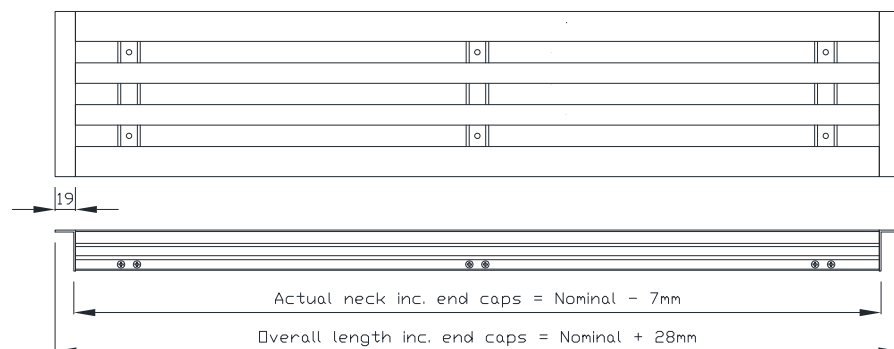 19
Actual neck inc. end caps = Nominal - 7mm
Overall length inc. end caps = Nominal + 28mm